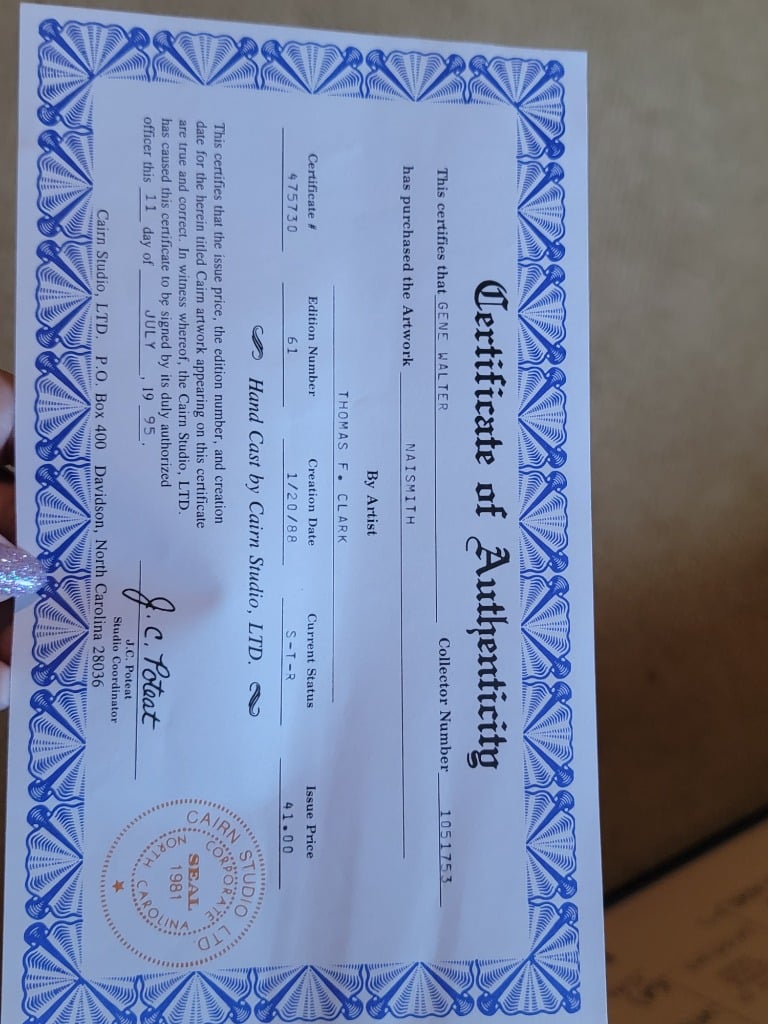 Certificate of Authenticity
This certifies that GENE WALTER Collector Number 1051753
has purchased the Artwork NAISMITH
By Artist
THOMAS F. CLARK
Certificate # Edition Number Creation Date Current Status Issue Price
475730 61 1/20/88 S-T-R 41.00
Hand Cast by Cairn Studio, LTD.
This certifies that the issue price, the edition number, and creation
date for the herein titled Cairn artwork appearing on this certificate
are true and correct. In witness whereof, the Cairn Studio, LTD.
has caused this certificate to be signed by its duly authorized
officer this 11 day of JULY, 19 95.
J. C. Poteat
J.C. Poteat
Studio Coordinator
Cairn Studio, LTD. P.O. Box 400 Davidson, North Carolina 28036
CAIRN STUDIO LTD.
CORPORATE
SEAL
1981
NORTH CAROLINA